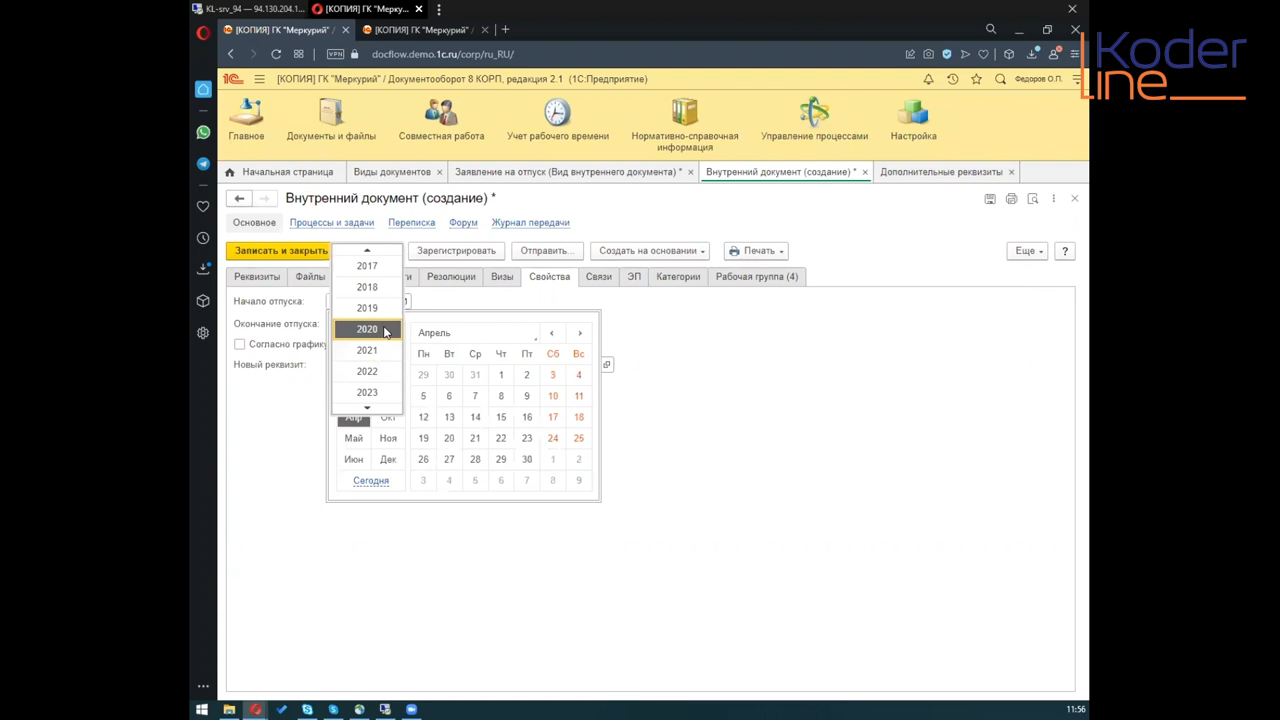 KL-srv_94 — 94.130.204.1...
[КОПИЯ] ГК "Мерку...
[КОПИЯ] ГК "Меркурий" /
[КОПИЯ] ГК "Меркурий" /
VPN
docflow.demo.1c.ru/corp/ru_RU/
Koder
Line
[КОПИЯ] ГК "Меркурий" / Документооборот 8 КОРП, редакция 2.1 (1С:Предприятие)
Федоров О.П.
Главное
Документы и файлы
Совместная работа
Учет рабочего времени
Нормативно-справочная
информация
Управление процессами
Настройка
Начальная страница
Виды документов
Заявление на отпуск (Вид внутреннего документа) *
Внутренний документ (создание) *
Дополнительные реквизиты
Внутренний документ (создание) *
Основное
Процессы и задачи
Переписка
Форум
Журнал передачи
Записать и закрыть
Зарегистрировать
Отправить...
Создать на основании
Печать
Еще
?
Реквизиты
Файлы
Резолюции
Визы
Свойства
Связи
ЭП
Категории
Рабочая группа (4)
Начало отпуска:
Окончание отпуска:
Согласно графику
Новый реквизит:
2017
2018
2019
2020
2021
2022
2023
Апр Окт
Май Ноя
Июн Дек
Сегодня
Апрель
Пн Вт Ср Чт Пт Сб Вс
29 30 31 1 2 3 4
5 6 7 8 9 10 11
12 13 14 15 16 17 18
19 20 21 22 23 24 25
26 27 28 29 30 1 2
3 4 5 6 7 8 9
11:56